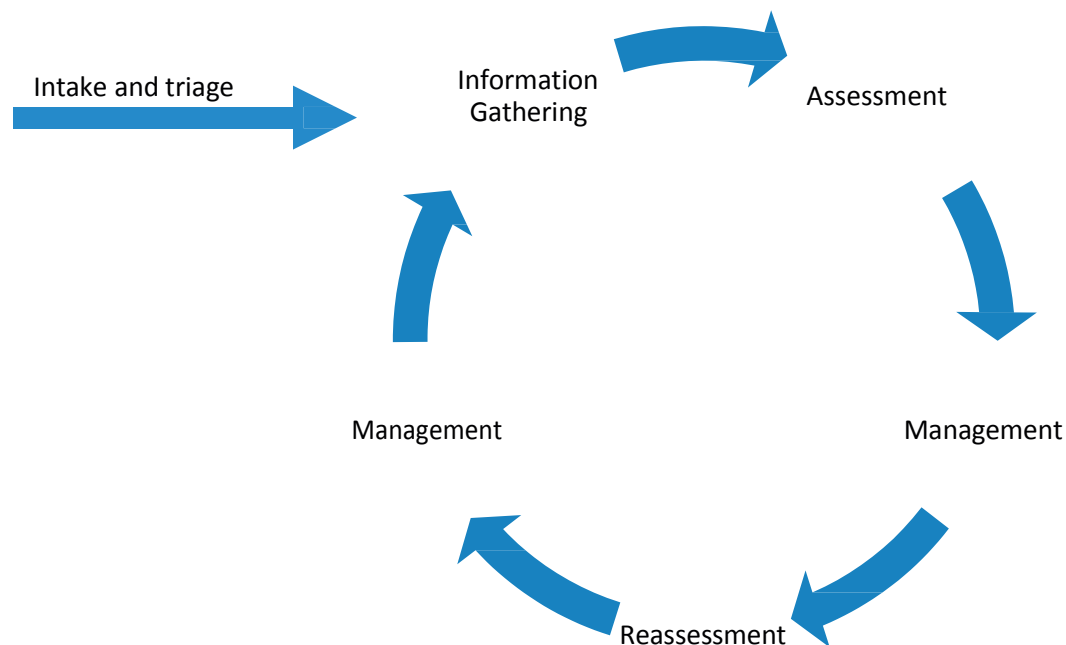 Intake and triage
Information
Gathering
Assessment
Management
Reassessment
Management